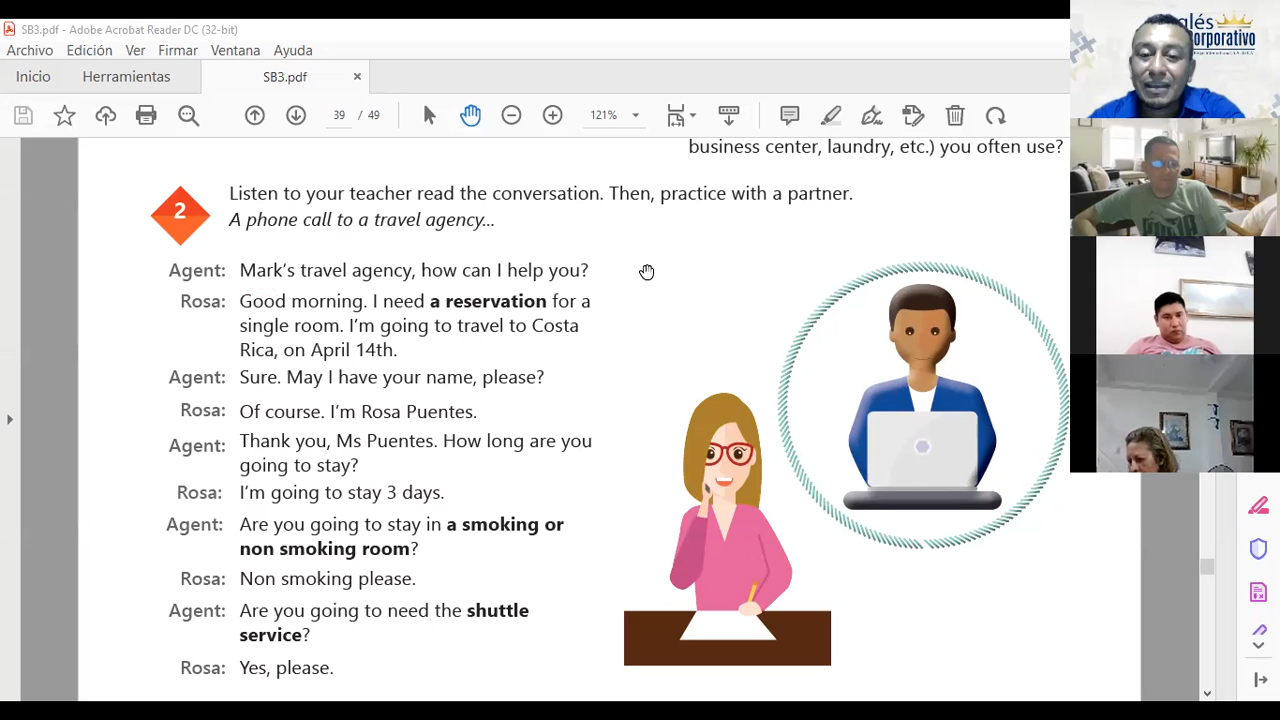 SB3.pdf - Adobe Acrobat Reader DC (32-bit)
Archivo Edición Ver Firmar Ventana Ayuda
Inicio Herramientas SB3.pdf ×
39 / 49 121%
business center, laundry, etc.) you often use?
2
Listen to your teacher read the conversation. Then, practice with a partner.
A phone call to a travel agency...
Agent: Mark's travel agency, how can I help you?
Rosa: Good morning. I need a reservation for a
single room. I'm going to travel to Costa
Rica, on April 14th.
Agent: Sure. May I have your name, please?
Rosa: Of course. I'm Rosa Puentes.
Agent: Thank you, Ms Puentes. How long are you
going to stay?
Rosa: I'm going to stay 3 days.
Agent: Are you going to stay in a smoking or
non smoking room?
Rosa: Non smoking please.
Agent: Are you going to need the shuttle
service?
Rosa: Yes, please.
glés
orporativo